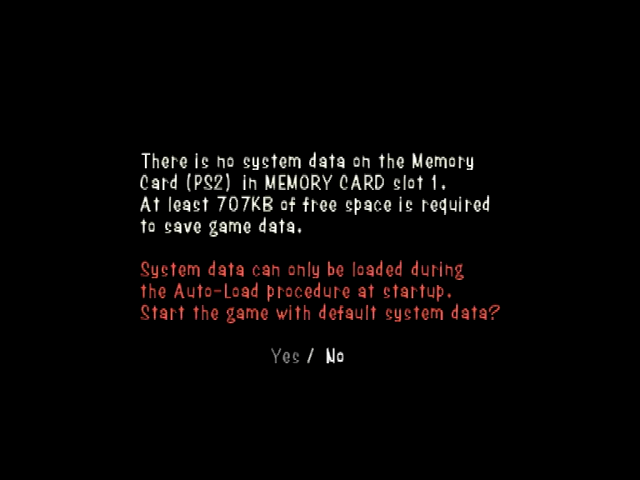 There is no system data on the Memory
Card (PS2) in MEMORY CARD slot 1.
At least 707KB of free space is required
to save game data.
System data can only be loaded during
the Auto-Load procedure at startup.
Start the game with default system data?
Yes / No